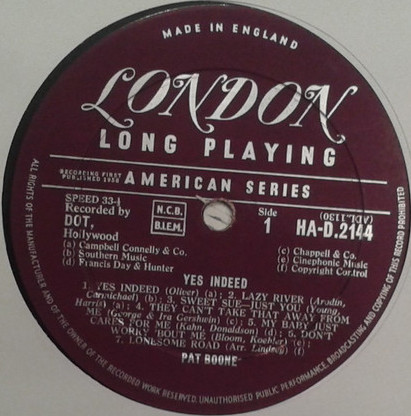 MADE IN ENGLAND
LONDON
LONG PLAYING
RECORDING FIRST
PUBLISHED 1958
AMERICAN SERIES
SPEED 33⅓
Recorded by
DOT,
Hollywood
N.C.B.
B.I.E.M.
Side
1
(ADL.1130)
HA-D.2144
(a) Campbell Connelly & Co.
(b) Southern Music
(d) Francis Day & Hunter
(c) Chappell & Co.
(e) Cinephonic Music
(f) Copyright Control
YES INDEED
1. YES INDEED (Oliver) (a); 2. LAZY RIVER (Arodin,
Carmichael) (b); 3. SWEET SUE—JUST YOU (Young,
Harris) (a); 4. THEY CAN'T TAKE THAT AWAY FROM
ME (George & Ira Gershwin) (c); 5. MY BABY JUST
CARES FOR ME (Kahn, Donaldson) (d); 6. DON'T
WORRY 'BOUT ME (Bloom, Koehler) (e);
7. LONESOME ROAD (Arr. Lindrey) (f)
PAT BOONE
ALL RIGHTS OF THE MANUFACTURER AND OF THE OWNER OF THE RECORDED WORK RESERVED. UNAUTHORISED PUBLIC PERFORMANCE, BROADCASTING AND COPYING OF THIS RECORD PROHIBITED